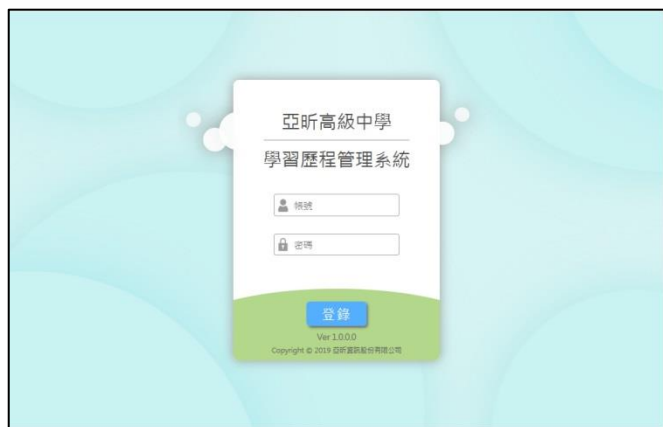 亞昕高級中學
學習歷程管理系統
帳號
密碼
登錄
Ver 1.0.0.0
Copyright © 2019 亞昕資訊股份有限公司